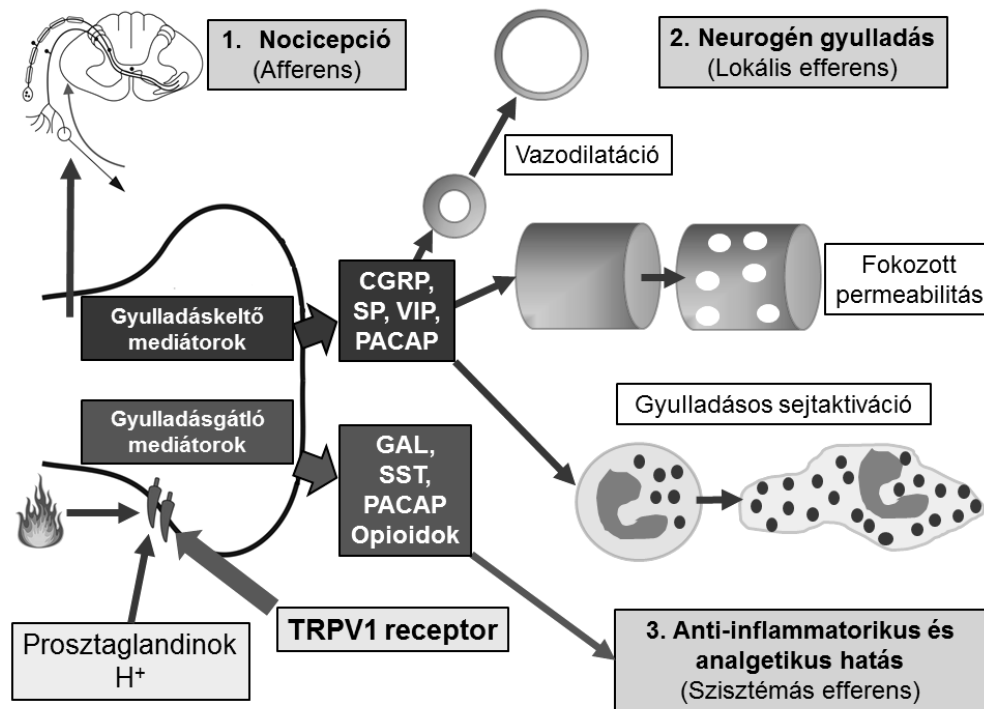 1. Nocicepció
(Afferens)
2. Neurogén gyulladás
(Lokális efferens)
Vazodilatáció
Gyulladáskeltő
mediátorok
CGRP,
SP, VIP,
PACAP
Fokozott
permeabilitás
Gyulladásgátló
mediátorok
GAL,
SST,
PACAP
Opioidok
Gyulladásos sejtaktiváció
TRPV1 receptor
Prosztaglandinok
H⁺
3. Anti-inflammatorikus és
analgetikus hatás
(Szisztémás efferens)